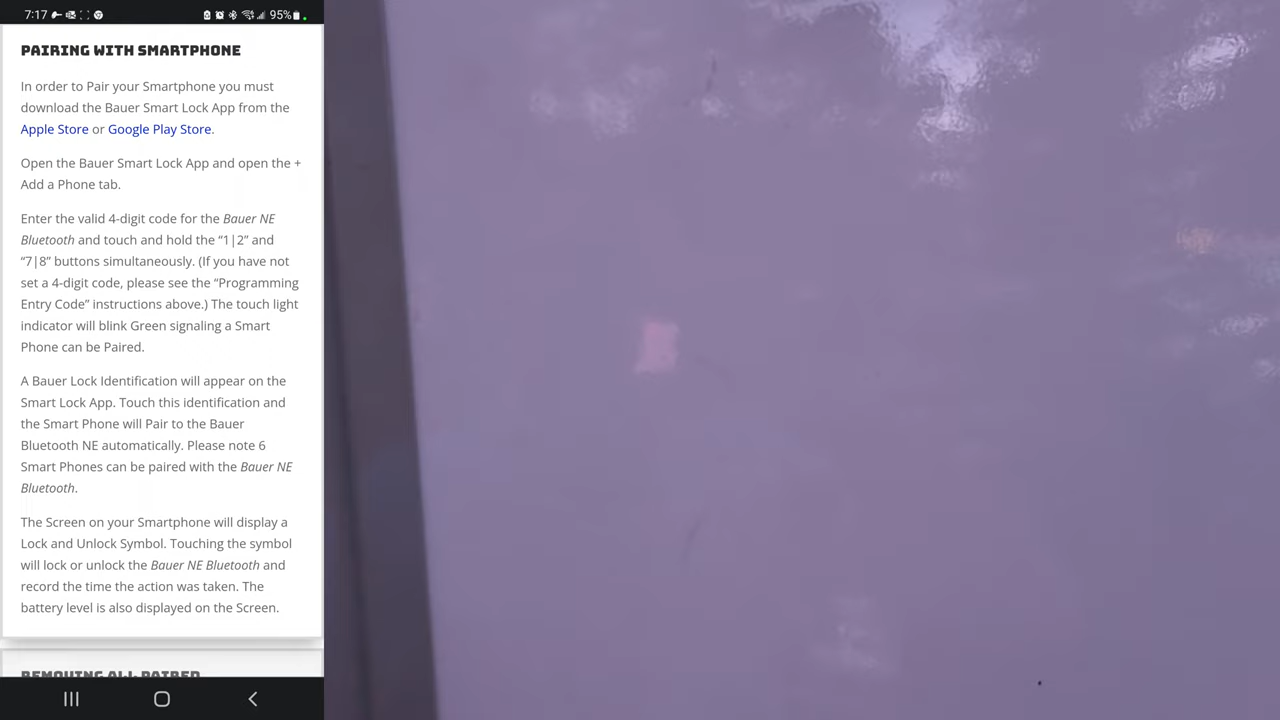 7:17
95%
PAIRING WITH SMARTPHONE
In order to Pair your Smartphone you must
download the Bauer Smart Lock App from the
Apple Store or Google Play Store.
Open the Bauer Smart Lock App and open the +
Add a Phone tab.
Enter the valid 4-digit code for the Bauer NE
Bluetooth and touch and hold the “1|2” and
“7|8” buttons simultaneously. (If you have not
set a 4-digit code, please see the “Programming
Entry Code” instructions above.) The touch light
indicator will blink Green signaling a Smart
Phone can be Paired.
A Bauer Lock Identification will appear on the
Smart Lock App. Touch this identification and
the Smart Phone will Pair to the Bauer
Bluetooth NE automatically. Please note 6
Smart Phones can be paired with the Bauer NE
Bluetooth.
The Screen on your Smartphone will display a
Lock and Unlock Symbol. Touching the symbol
will lock or unlock the Bauer NE Bluetooth and
record the time the action was taken. The
battery level is also displayed on the Screen.
REMOVING ALL PAIRED